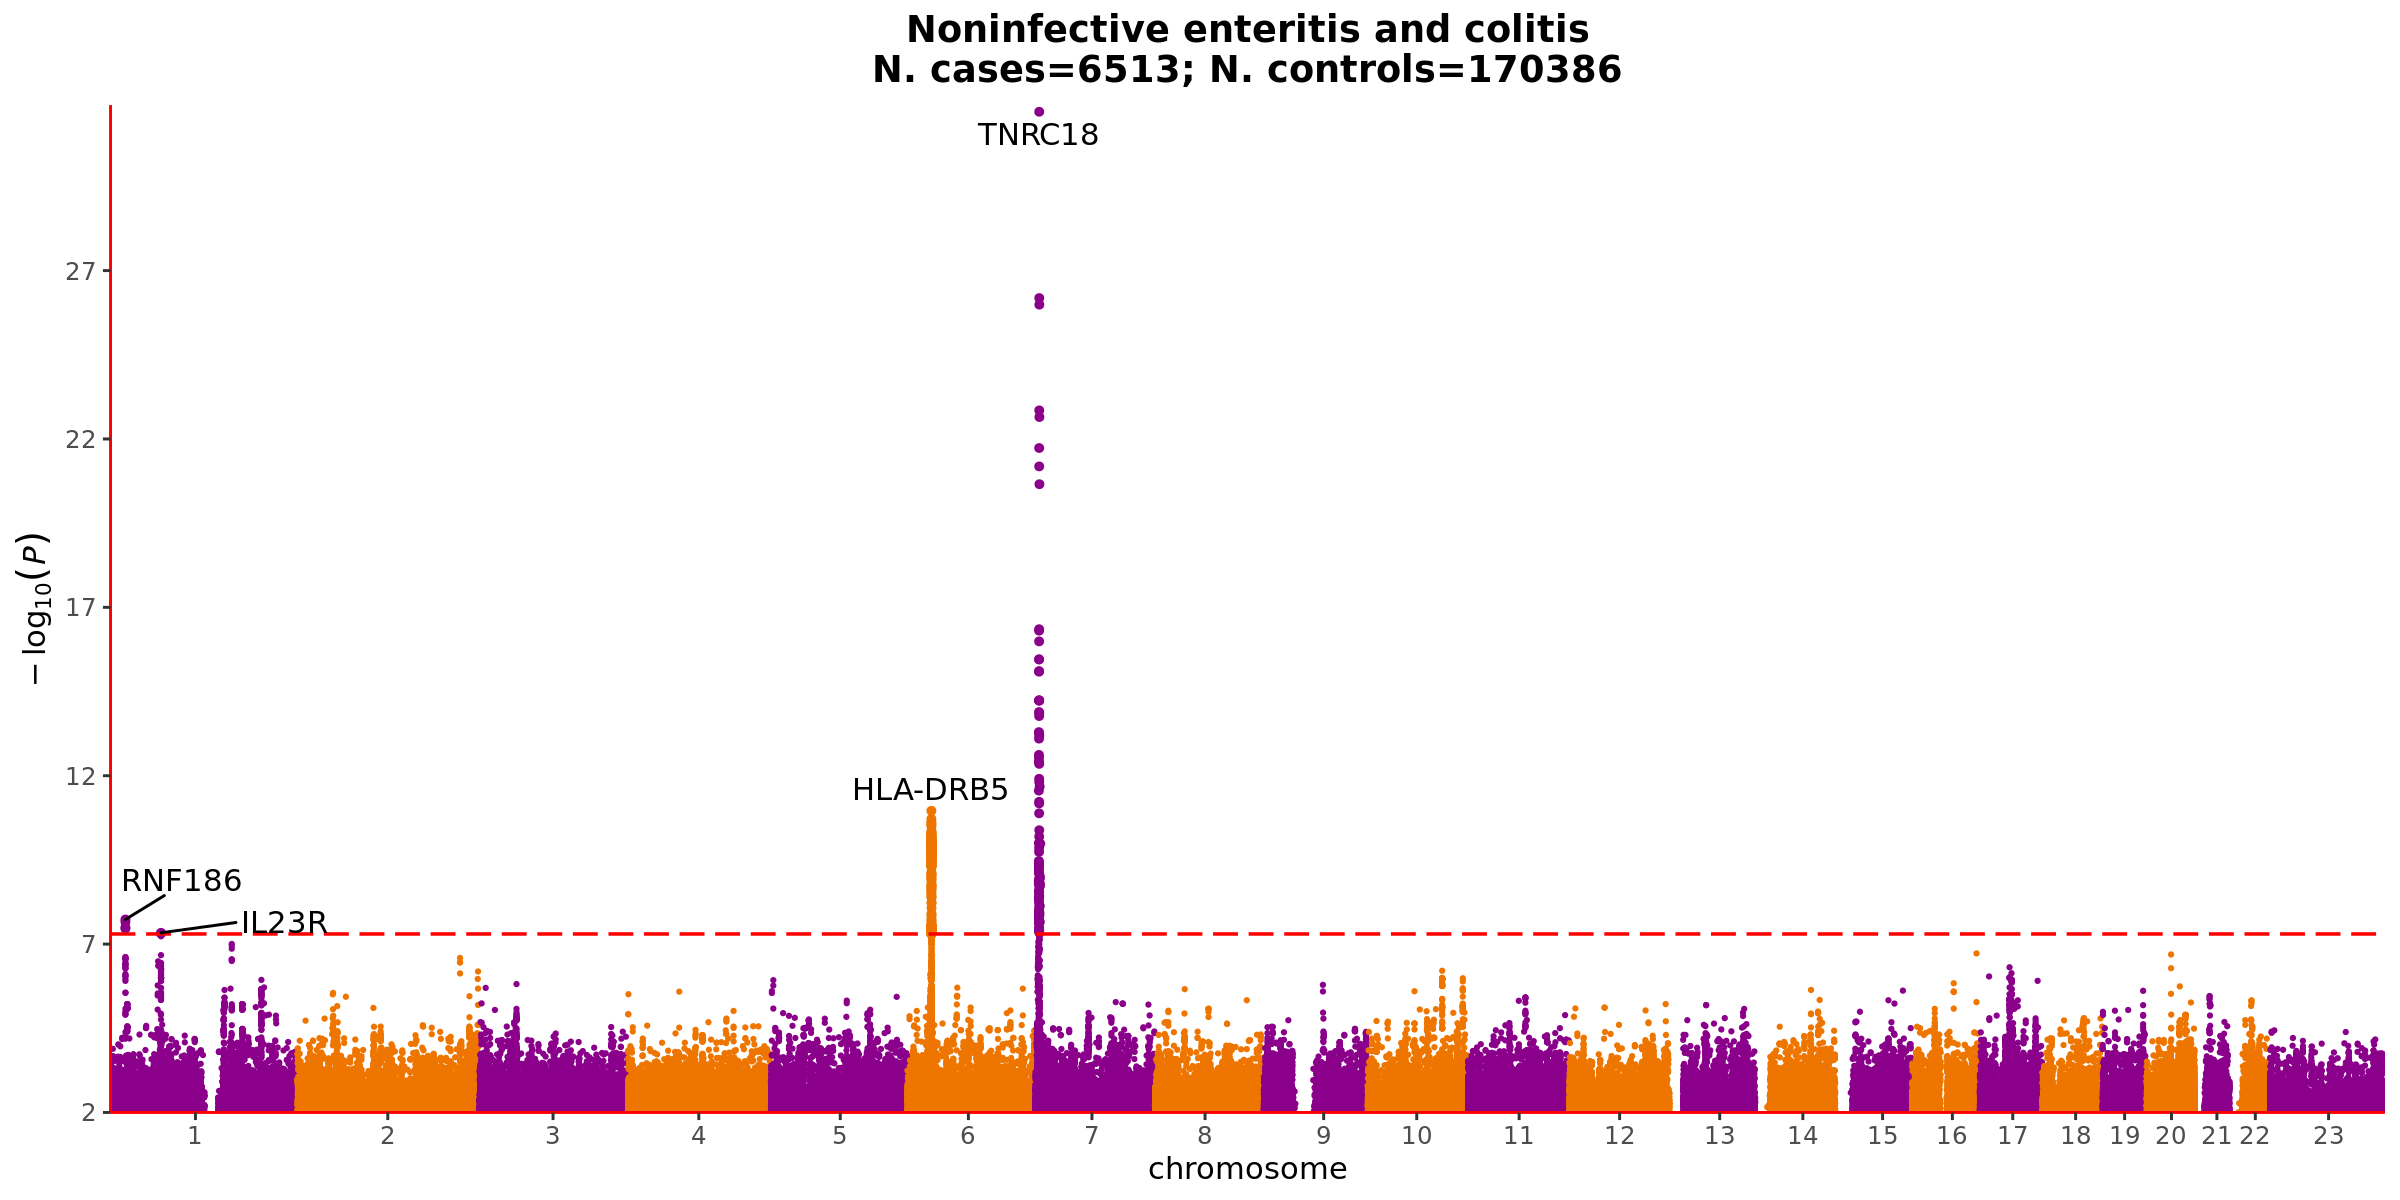 Noninfective enteritis and colitis
N. cases=6513; N. controls=170386
TNRC18
27
22
17
12
7
2
−log10(P)
HLA-DRB5
RNF186
IL23R
1 2 3 4 5 6 7 8 9 10 11 12 13 14 15 16 17 18 19 20 21 22 23
chromosome